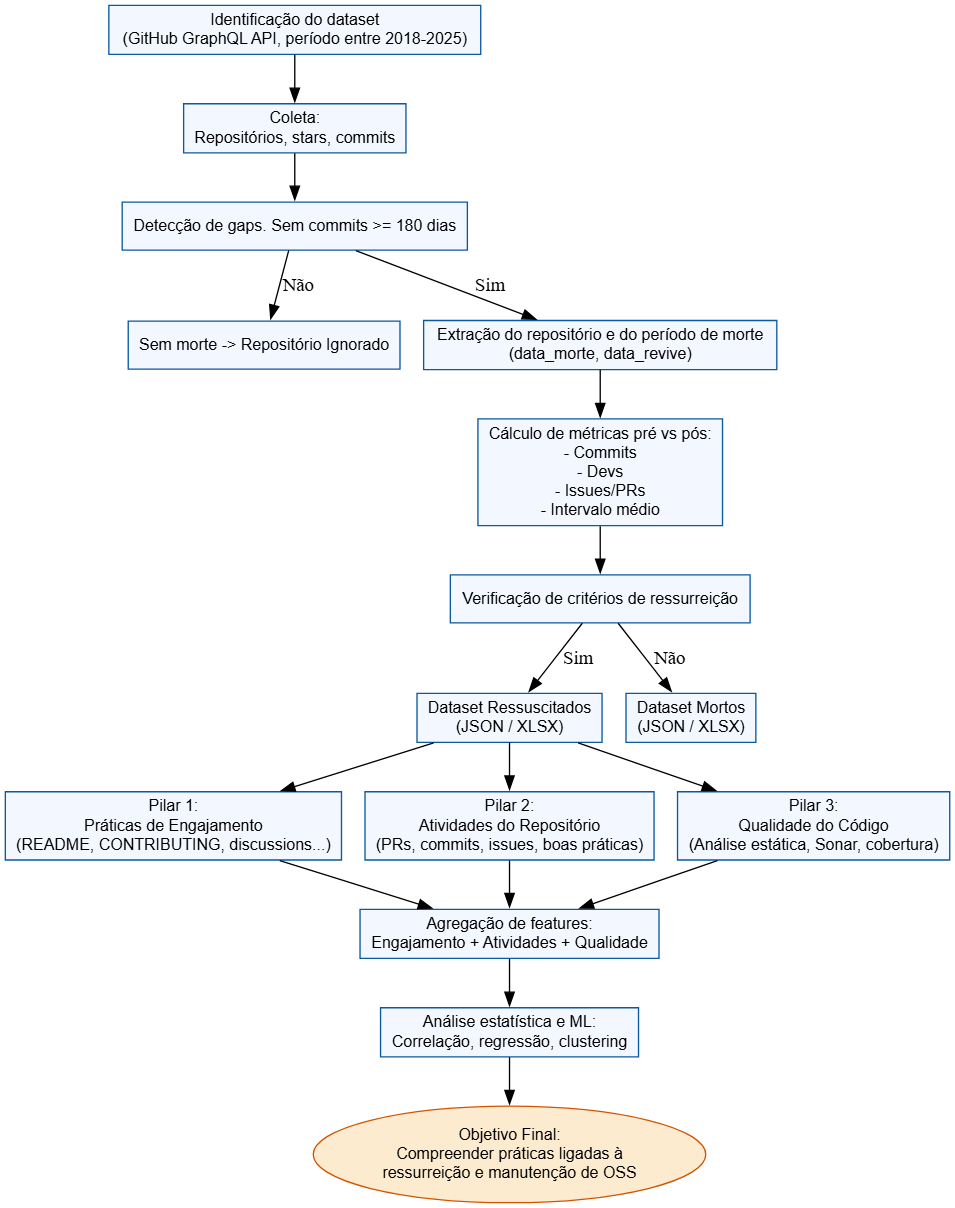 Identificação do dataset
(GitHub GraphQL API, período entre 2018-2025)
Coleta:
Repositórios, stars, commits
Detecção de gaps. Sem commits >= 180 dias
Não
Sim
Sem morte -> Repositório Ignorado
Extração do repositório e do período de morte
(data_morte, data_revive)
Cálculo de métricas pré vs pós:
- Commits
- Devs
- Issues/PRs
- Intervalo médio
Verificação de critérios de ressurreição
Sim
Não
Dataset Ressuscitados
(JSON / XLSX)
Dataset Mortos
(JSON / XLSX)
Pilar 1:
Práticas de Engajamento
(README, CONTRIBUTING, discussions...)
Pilar 2:
Atividades do Repositório
(PRs, commits, issues, boas práticas)
Pilar 3:
Qualidade do Código
(Análise estática, Sonar, cobertura)
Agregação de features:
Engajamento + Atividades + Qualidade
Análise estatística e ML:
Correlação, regressão, clustering
Objetivo Final:
Compreender práticas ligadas à
ressurreição e manutenção de OSS